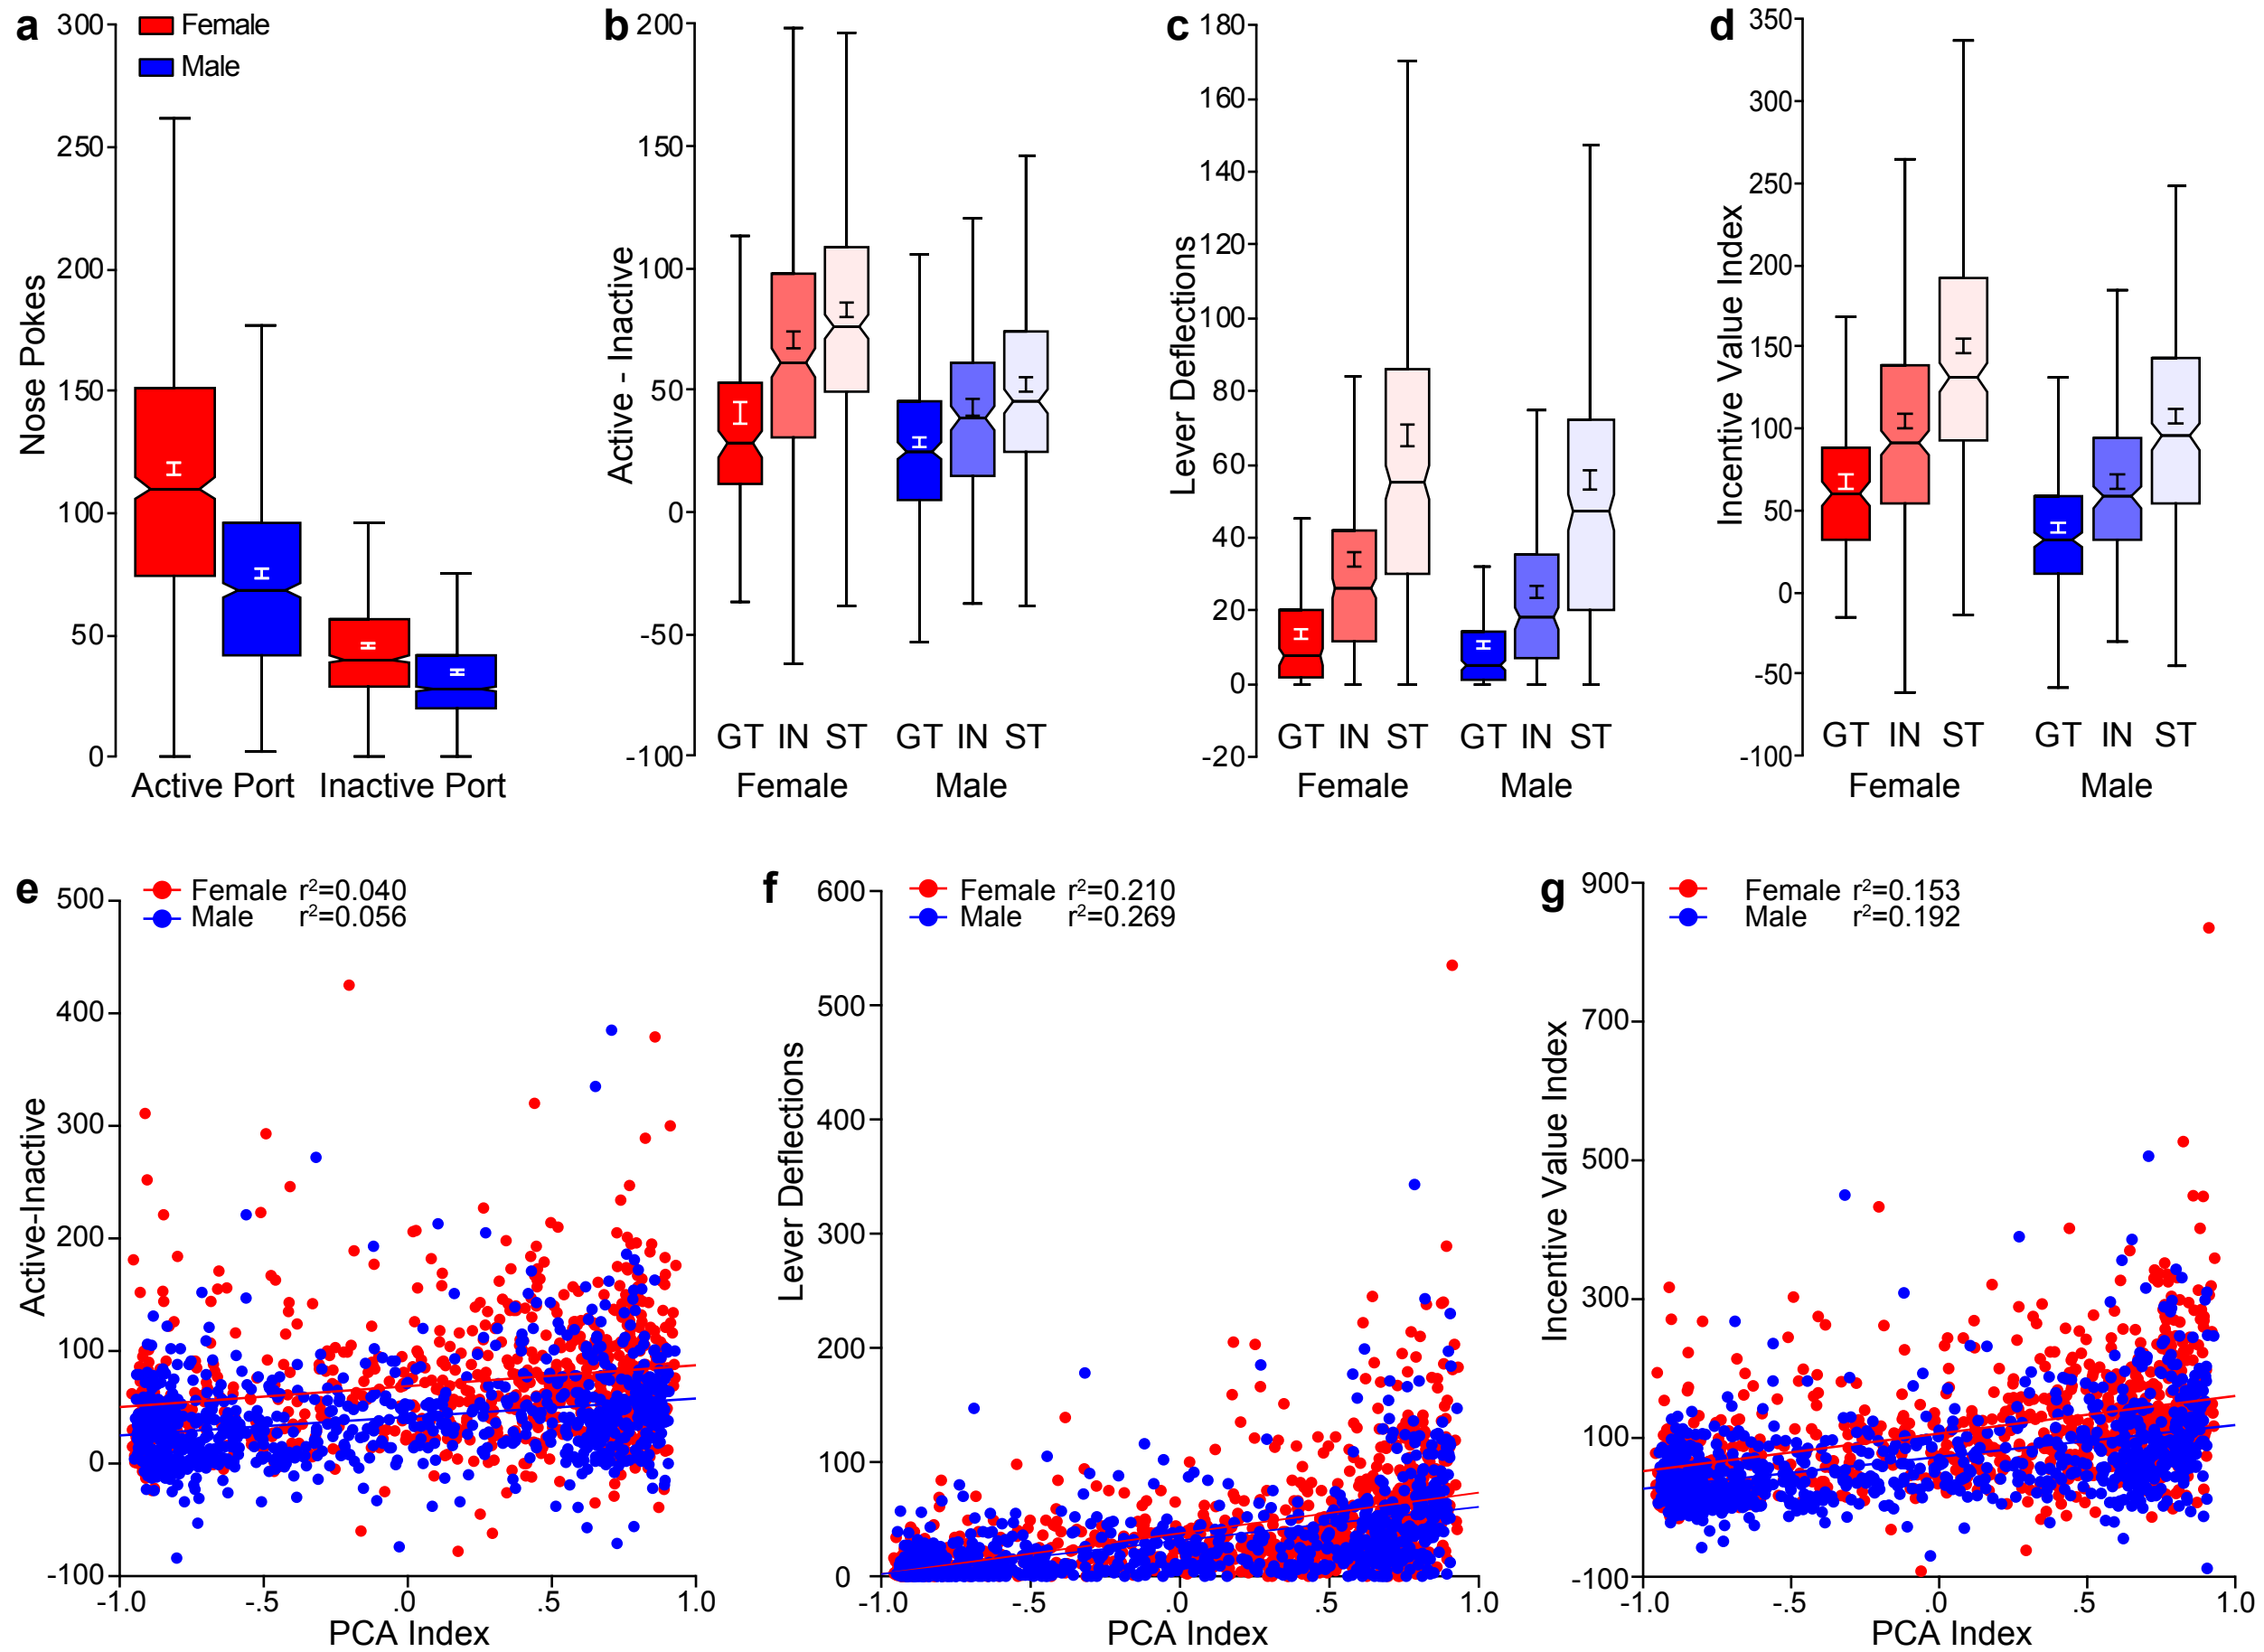 a
Female
Male
300
250
200
150
100
50
0
Nose Pokes
Active Port
Inactive Port
b
200
150
100
50
0
-50
-100
Active - Inactive
GT IN ST GT IN ST
Female Male
c
180
160
140
120
100
80
60
40
20
0
-20
Lever Deflections
GT IN ST GT IN ST
Female Male
d
350
300
250
200
150
100
50
0
-50
-100
Incentive Value Index
GT IN ST GT IN ST
Female Male
e
Female r²=0.040
Male r²=0.056
500
400
300
200
100
0
-100
Active-Inactive
-1.0 -.5 .0 .5 1.0
PCA Index
f
Female r²=0.210
Male r²=0.269
600
500
400
300
200
100
0
Lever Deflections
-1.0 -.5 .0 .5 1.0
PCA Index
g
Female r²=0.153
Male r²=0.192
900
700
500
300
100
-100
Incentive Value Index
-1.0 -.5 .0 .5 1.0
PCA Index